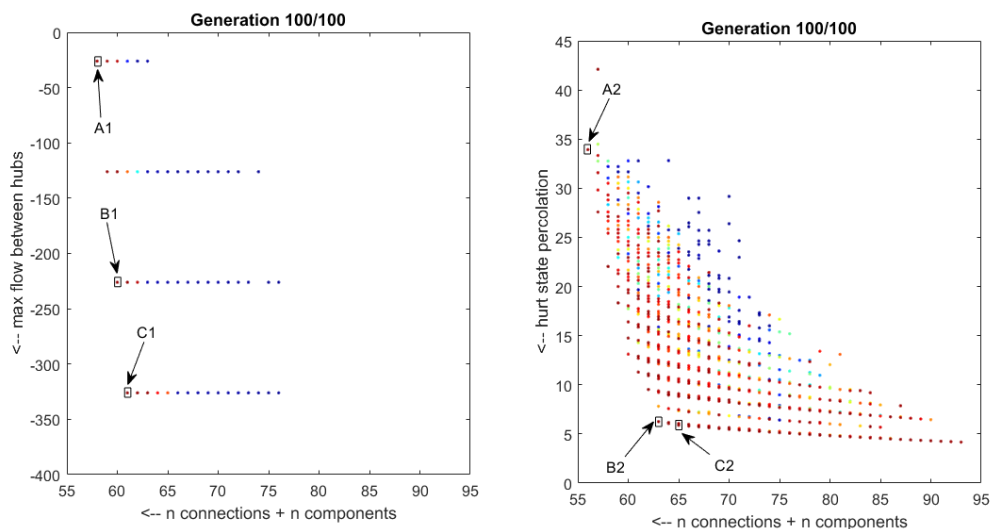 Generation 100/100
0
-50
-100
-150
-200
-250
-300
-350
-400
55 60 65 70 75 80 85 90 95
<-- max flow between hubs
<-- n connections + n components
A1
B1
C1
Generation 100/100
45
40
35
30
25
20
15
10
5
0
55 60 65 70 75 80 85 90 95
<-- hurt state percolation
<-- n connections + n components
A2
B2
C2